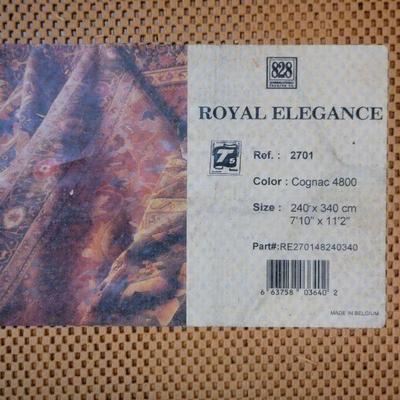 828
ROYAL ELEGANCE
Ref. : 2701
Color : Cognac 4800
Size : 240 x 340 cm
7'10" x 11'2"
Part#:RE270148240340
6 63758 03640 2
MADE IN BELGIUM